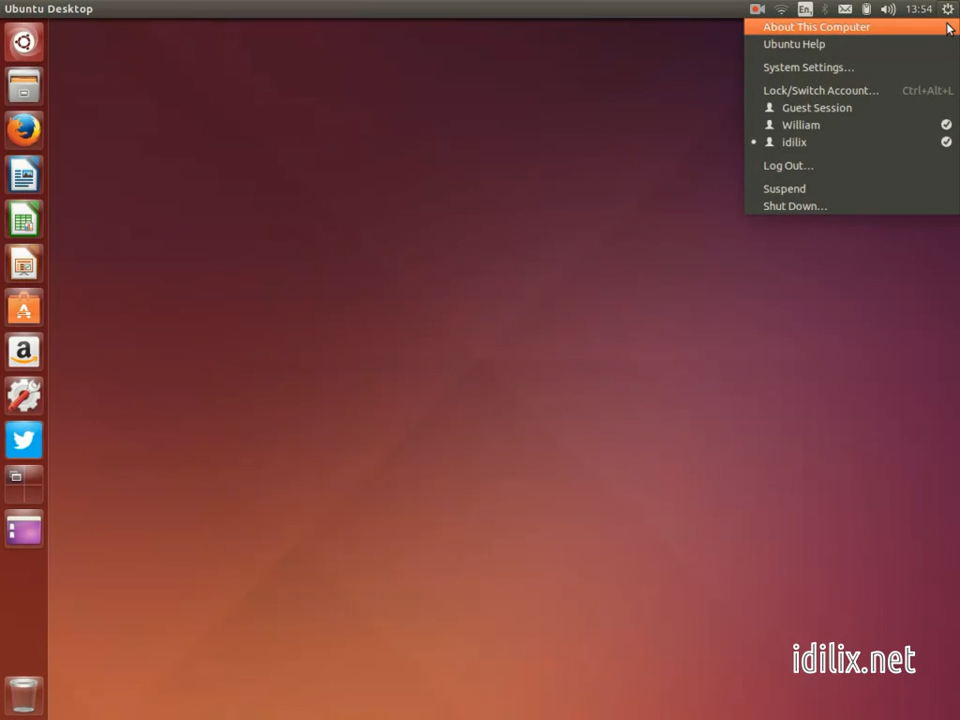 Ubuntu Desktop
En
13:54
About This Computer
Ubuntu Help
System Settings...
Lock/Switch Account... Ctrl+Alt+L
Guest Session
William
idilix
Log Out...
Suspend
Shut Down...
a
idilix.net